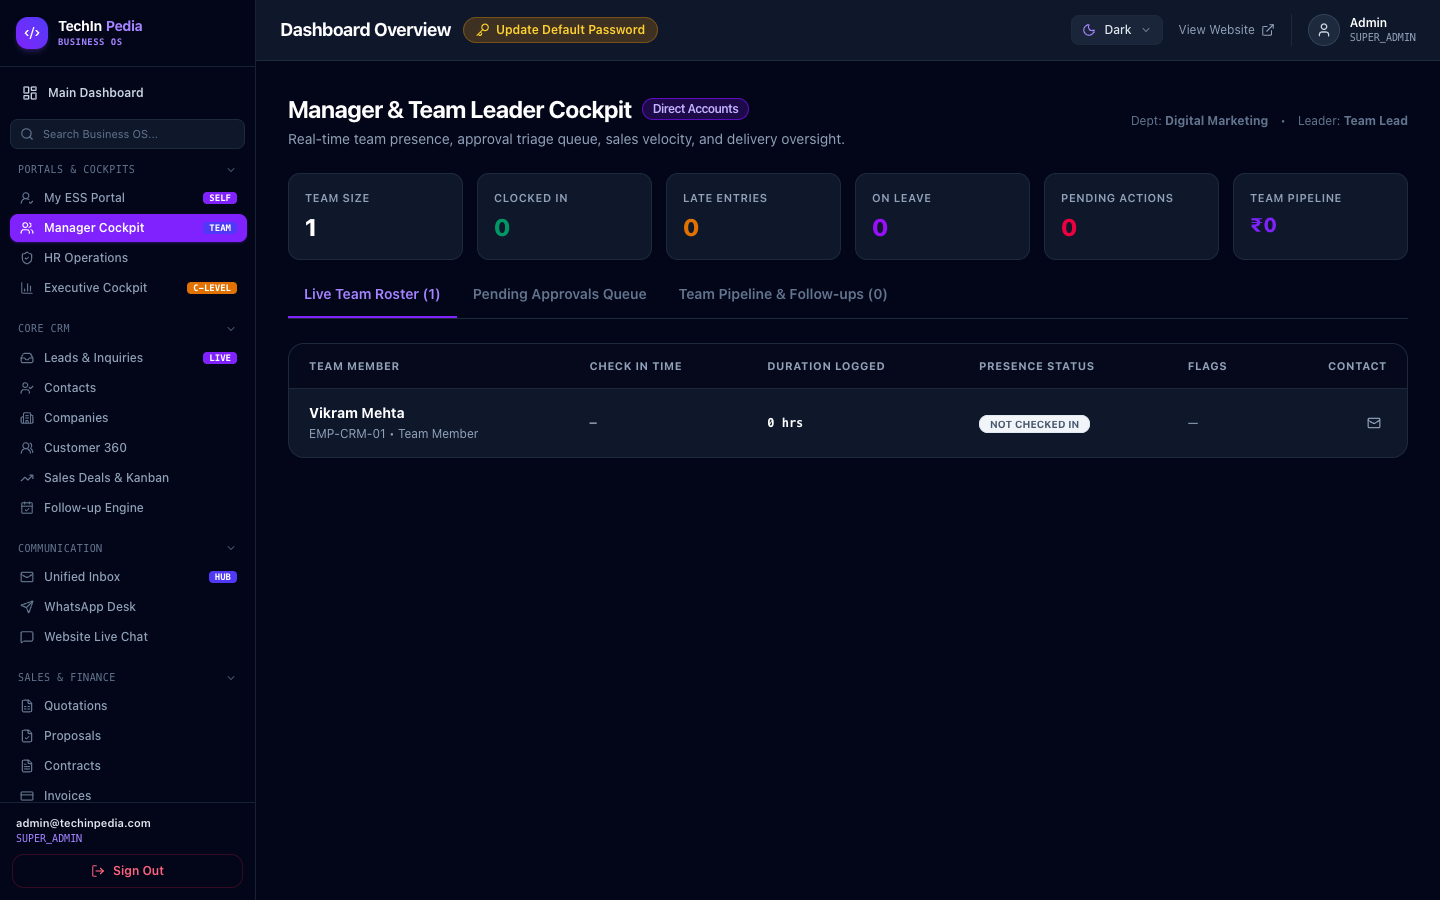 TechIn Pedia
BUSINESS OS
Main Dashboard
Search Business OS...
PORTALS & COCKPITS
My ESS Portal SELF
Manager Cockpit TEAM
HR Operations
Executive Cockpit C-LEVEL
CORE CRM
Leads & Inquiries LIVE
Contacts
Companies
Customer 360
Sales Deals & Kanban
Follow-up Engine
COMMUNICATION
Unified Inbox HUB
WhatsApp Desk
Website Live Chat
SALES & FINANCE
Quotations
Proposals
Contracts
Invoices
admin@techinpedia.com
SUPER_ADMIN
Sign Out
Dashboard Overview Update Default Password Dark View Website Admin
SUPER_ADMIN
Manager & Team Leader Cockpit Direct Accounts
Real-time team presence, approval triage queue, sales velocity, and delivery oversight.
Dept: Digital Marketing • Leader: Team Lead
TEAM SIZE CLOCKED IN LATE ENTRIES ON LEAVE PENDING ACTIONS TEAM PIPELINE
1 0 0 0 0 ₹0
Live Team Roster (1) Pending Approvals Queue Team Pipeline & Follow-ups (0)
TEAM MEMBER CHECK IN TIME DURATION LOGGED PRESENCE STATUS FLAGS CONTACT
Vikram Mehta
EMP-CRM-01 • Team Member
— 0 hrs NOT CHECKED IN —